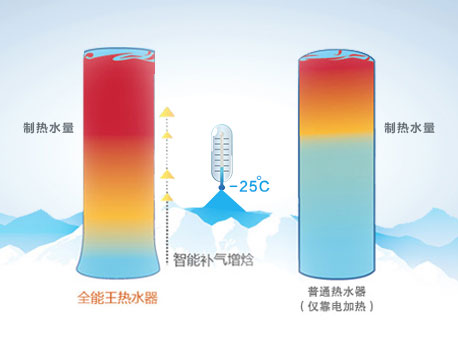 制热水量
制热水量
-25℃
智能补气增焓
全能王热水器
普通热水器
（仅靠电加热）